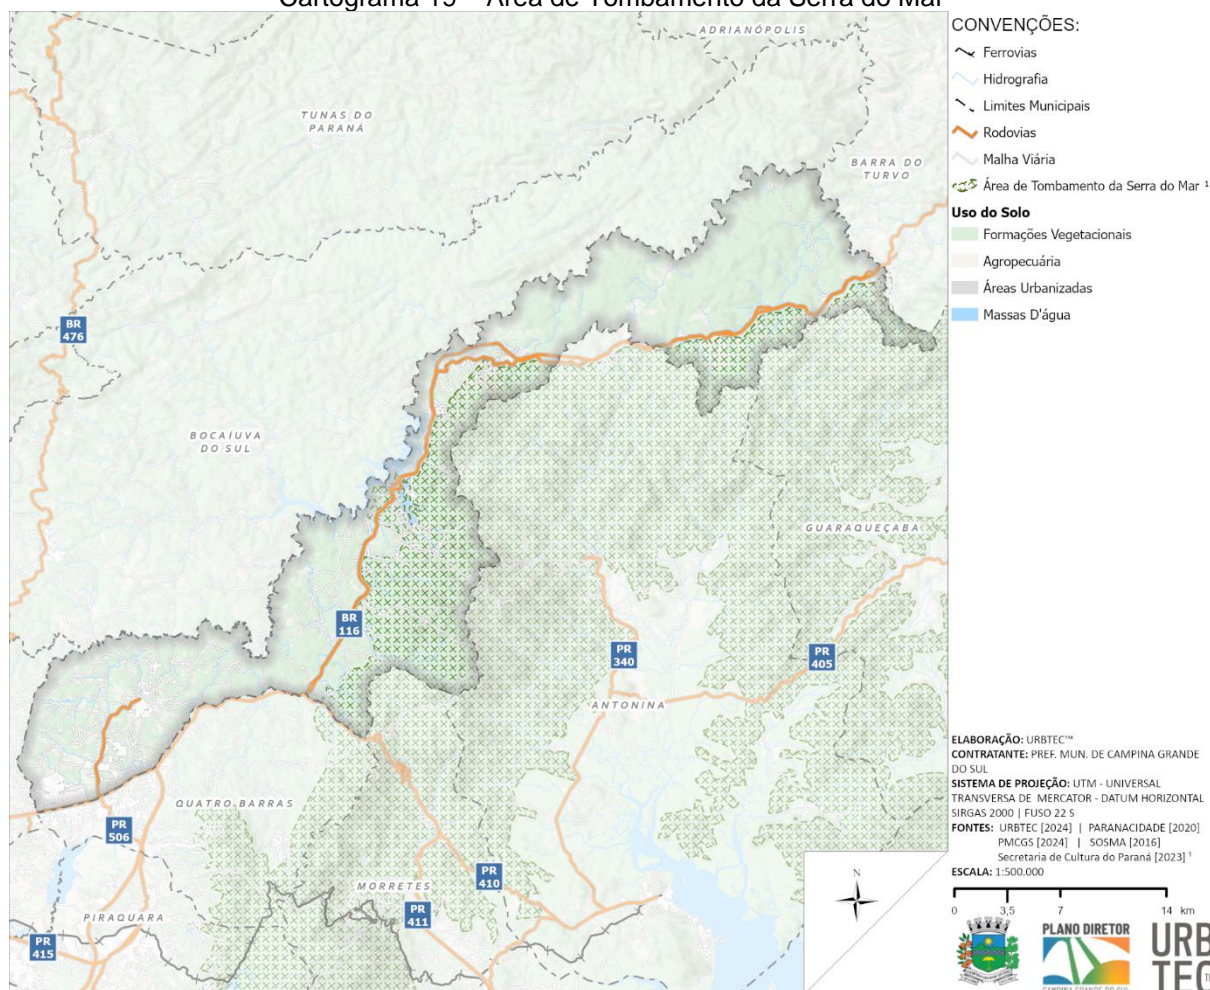 Cartograma 19 – Área de Tombamento da Serra do Mar
ADRIANÓPOLIS
TUNAS DO
PARANÁ
BARRA DO
TURVO
BR
476
BOCAIÚVA
DO SUL
GUARAQUEÇABA
BR
116
PR
340
PR
405
ANTONINA
QUATRO BARRAS
PR
506
MORRETES
PR
410
PR
411
PIRAQUARA
PR
415
N
CONVENÇÕES:
Ferrovias
Hidrografia
Limites Municipais
Rodovias
Malha Viária
Área de Tombamento da Serra do Mar ¹
Uso do Solo
Formações Vegetacionais
Agropecuária
Áreas Urbanizadas
Massas D'água
ELABORAÇÃO: URBTEC™
CONTRATANTE: PREF. MUN. DE CAMPINA GRANDE
DO SUL
SISTEMA DE PROJEÇÃO: UTM - UNIVERSAL
TRANSVERSA DE MERCATOR - DATUM HORIZONTAL
SIRGAS 2000 | FUSO 22 S
FONTES: URBTEC [2024] | PARANACIDADE [2020]
PMCGS [2024] | SOSMA [2016]
Secretaria de Cultura do Paraná [2023] ¹
ESCALA: 1:500.000
0 3,5 7 14 km
PLANO DIRETOR
CAMPINA GRANDE DO SUL
URB
TEC